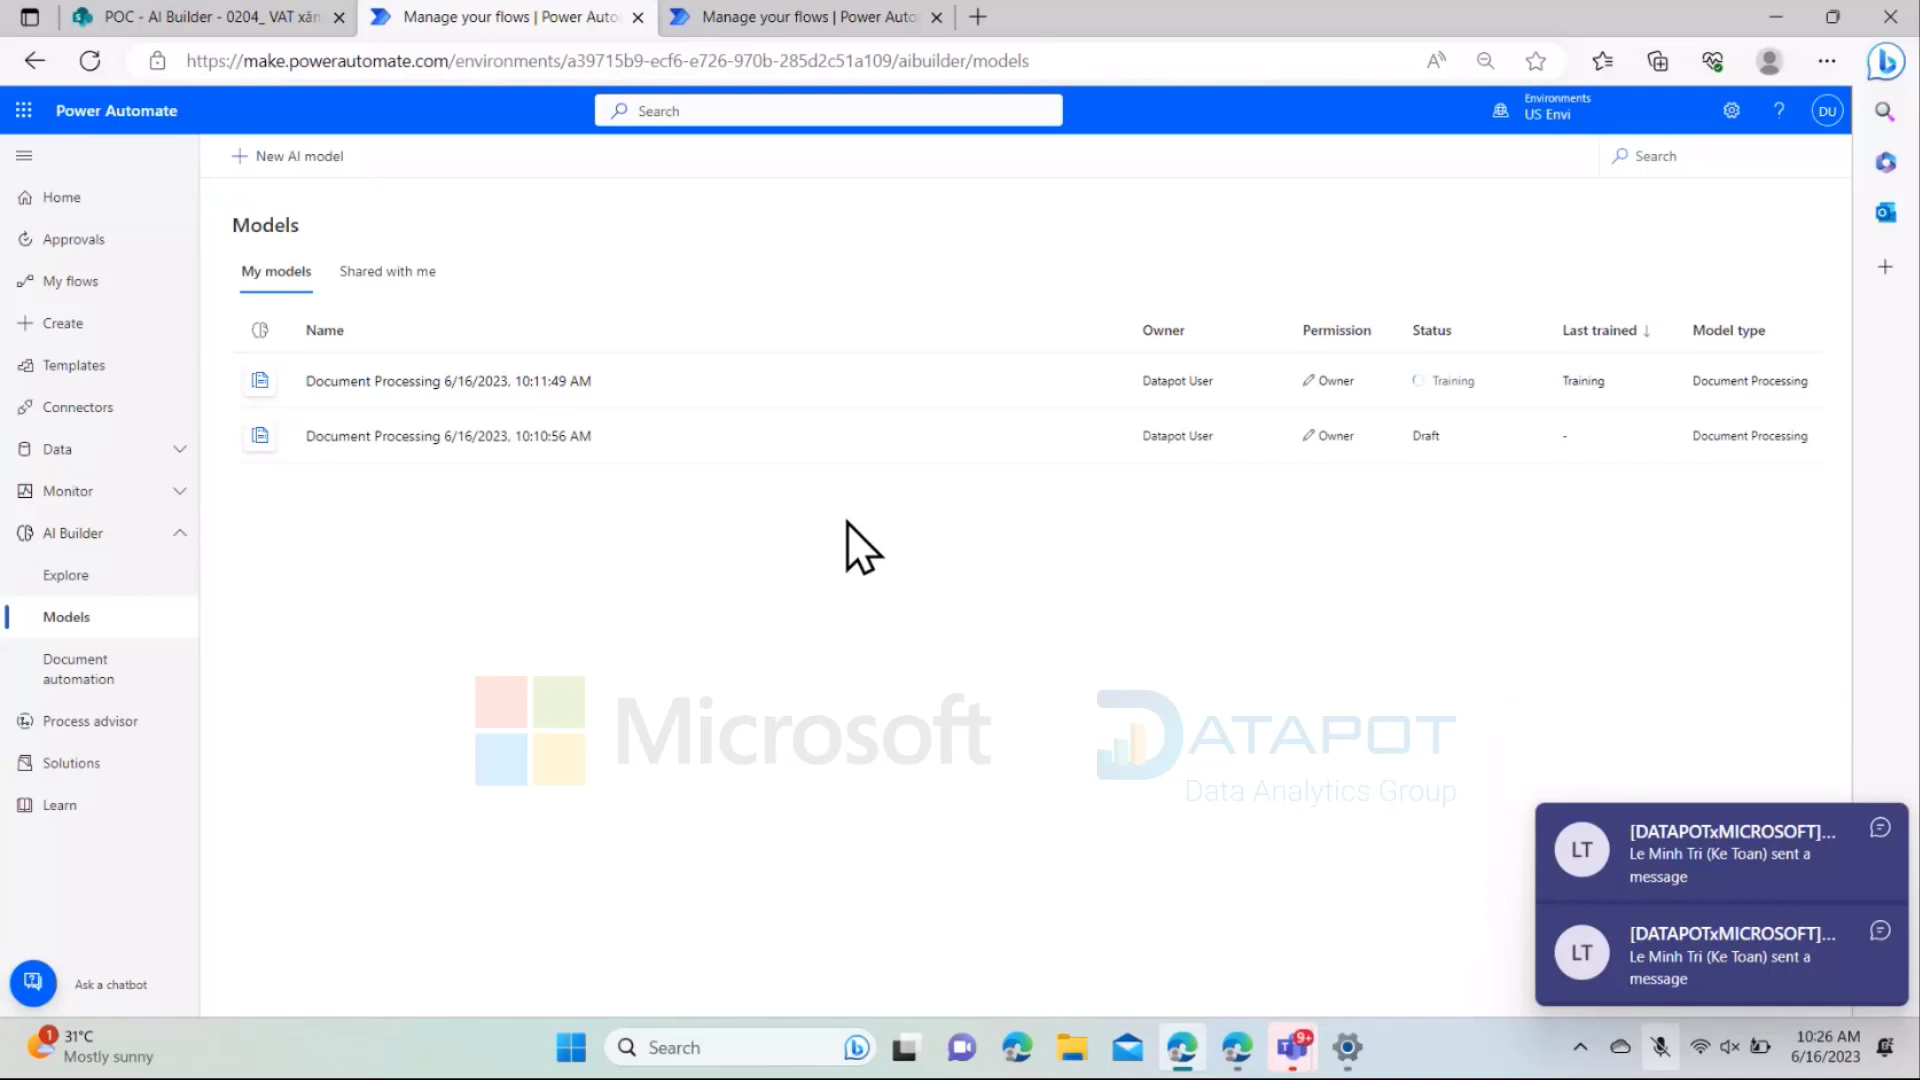 POC - AI Builder - 0204_ VAT xăn
Manage your flows | Power Auto
Manage your flows | Power Auto
https://make.powerautomate.com/environments/a39715b9-ecf6-e726-970b-285d2c51a109/aibuilder/models
Power Automate
Search
Environments
US Envi
?
DU
New AI model
Search
Home
Approvals
My flows
Create
Templates
Connectors
Data
Monitor
AI Builder
Explore
Models
Document
automation
Process advisor
Solutions
Learn
Ask a chatbot
Models
My models
Shared with me
Name
Owner
Permission
Status
Last trained ↓
Model type
Document Processing 6/16/2023, 10:11:49 AM
Datapot User
Owner
Training
Training
Document Processing
Document Processing 6/16/2023, 10:10:56 AM
Datapot User
Owner
Draft
-
Document Processing
Microsoft
DATAPOT
Data Analytics Group
LT
[DATAPOTxMICROSOFT]...
Le Minh Tri (Ke Toan) sent a
message
LT
[DATAPOTxMICROSOFT]...
Le Minh Tri (Ke Toan) sent a
message
1
31°C
Mostly sunny
Search
9+
10:26 AM
6/16/2023